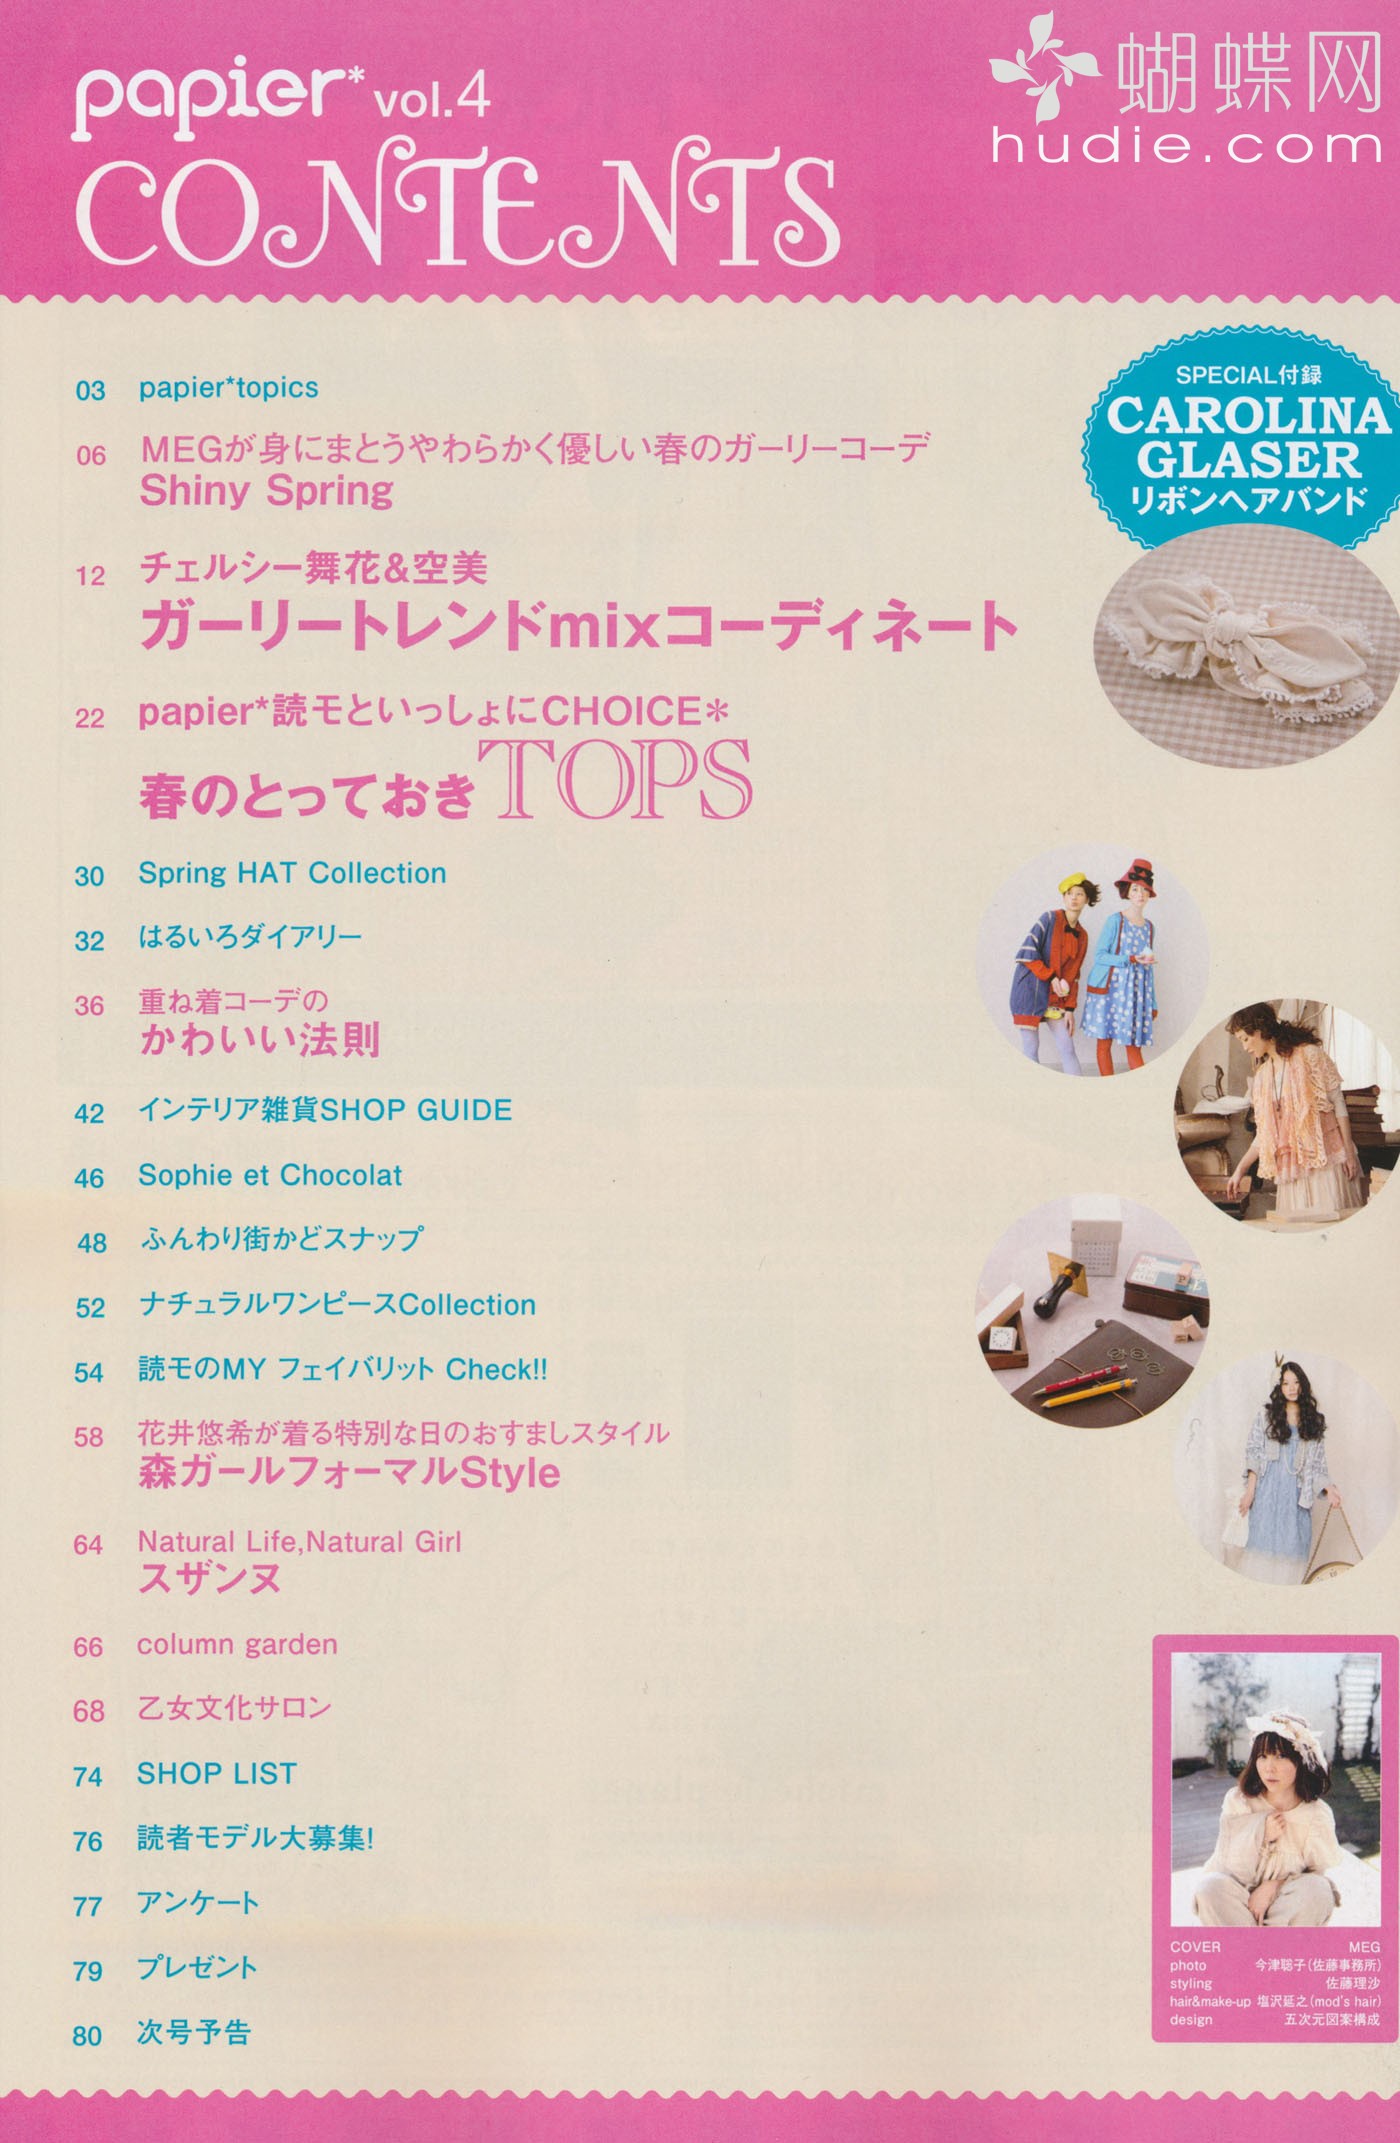 papier* vol.4
CONTENTS
蝴蝶网
hudie.com
03 papier*topics
06 MEGが身にまとうやわらかく優しい春のガーリーコーデ
Shiny Spring
12 チェルシー舞花&空美
ガーリートレンドmixコーディネート
22 papier*読モといっしょにCHOICE*
春のとっておきTOPS
30 Spring HAT Collection
32 はるいろダイアリー
36 重ね着コーデの
かわいい法則
42 インテリア雑貨SHOP GUIDE
46 Sophie et Chocolat
48 ふんわり街かどスナップ
52 ナチュラルワンピースCollection
54 読モのMY フェイバリット Check!!
58 花井悠希が着る特別な日のおすましスタイル
森ガールフォーマルStyle
64 Natural Life,Natural Girl
スザンヌ
66 column garden
68 乙女文化サロン
74 SHOP LIST
76 読者モデル大募集!
77 アンケート
79 プレゼント
80 次号予告
SPECIAL付録
CAROLINA
GLASER
リボンヘアバンド
COVER MEG
photo 今津聡子(佐藤事務所)
styling 佐藤理沙
hair&make-up 塩沢延之(mod's hair)
design 五次元図案構成